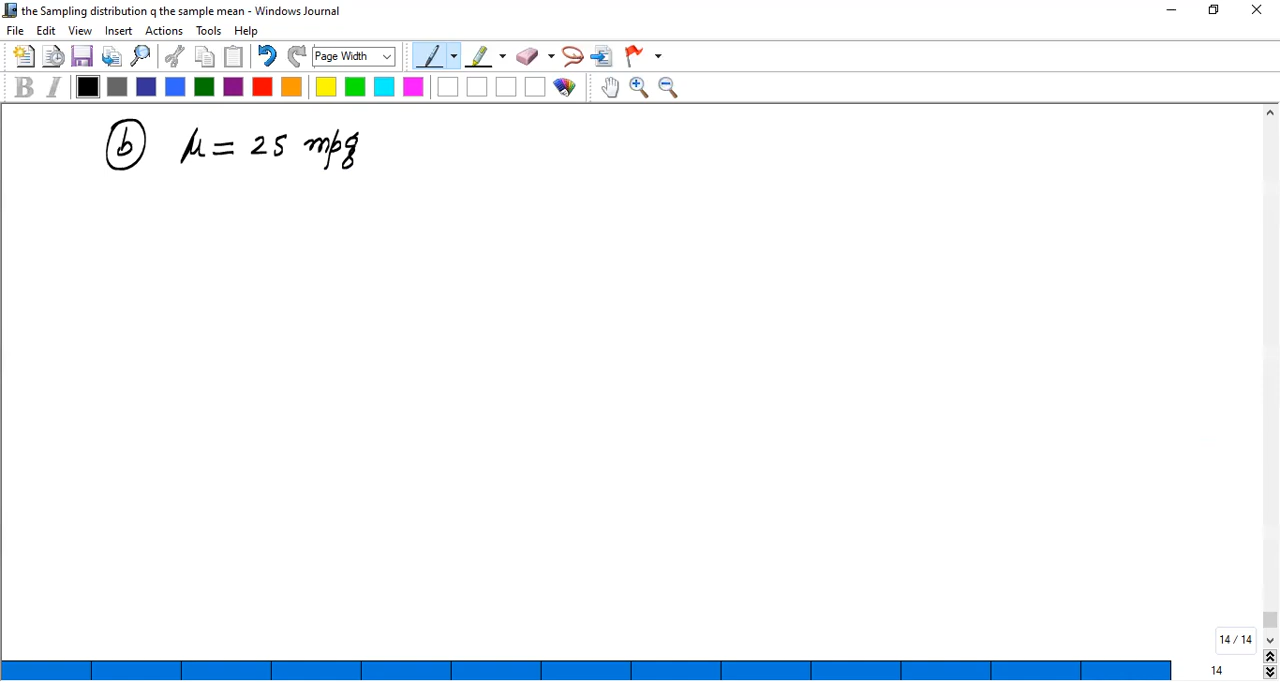 the Sampling distribution q the sample mean - Windows Journal
File Edit View Insert Actions Tools Help
Page Width
B I
ⓑ μ = 25 mpg
14 / 14
14